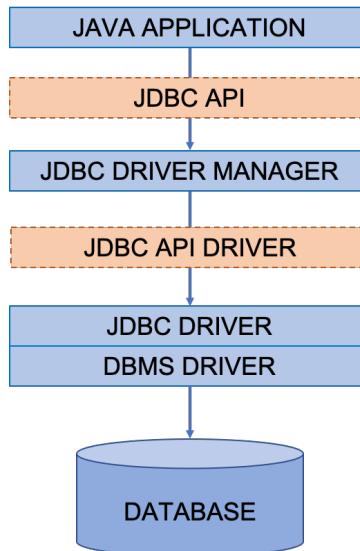 JAVA APPLICATION
JDBC API
JDBC DRIVER MANAGER
JDBC API DRIVER
JDBC DRIVER
DBMS DRIVER
DATABASE